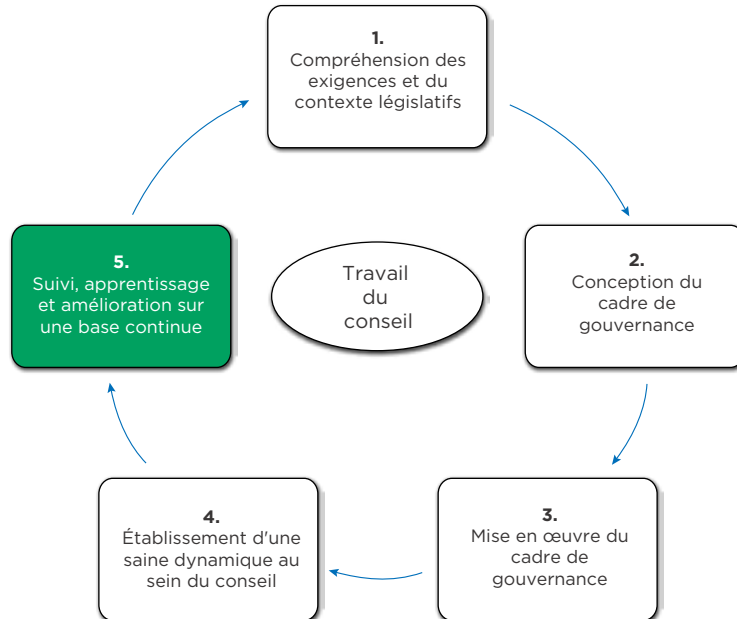 1.
Compréhension des
exigences et du
contexte législatifs
2.
Conception du
cadre de
gouvernance
3.
Mise en œuvre du
cadre de
gouvernance
4.
Établissement d'une
saine dynamique au
sein du conseil
5.
Suivi, apprentissage
et amélioration sur
une base continue
Travail
du
conseil